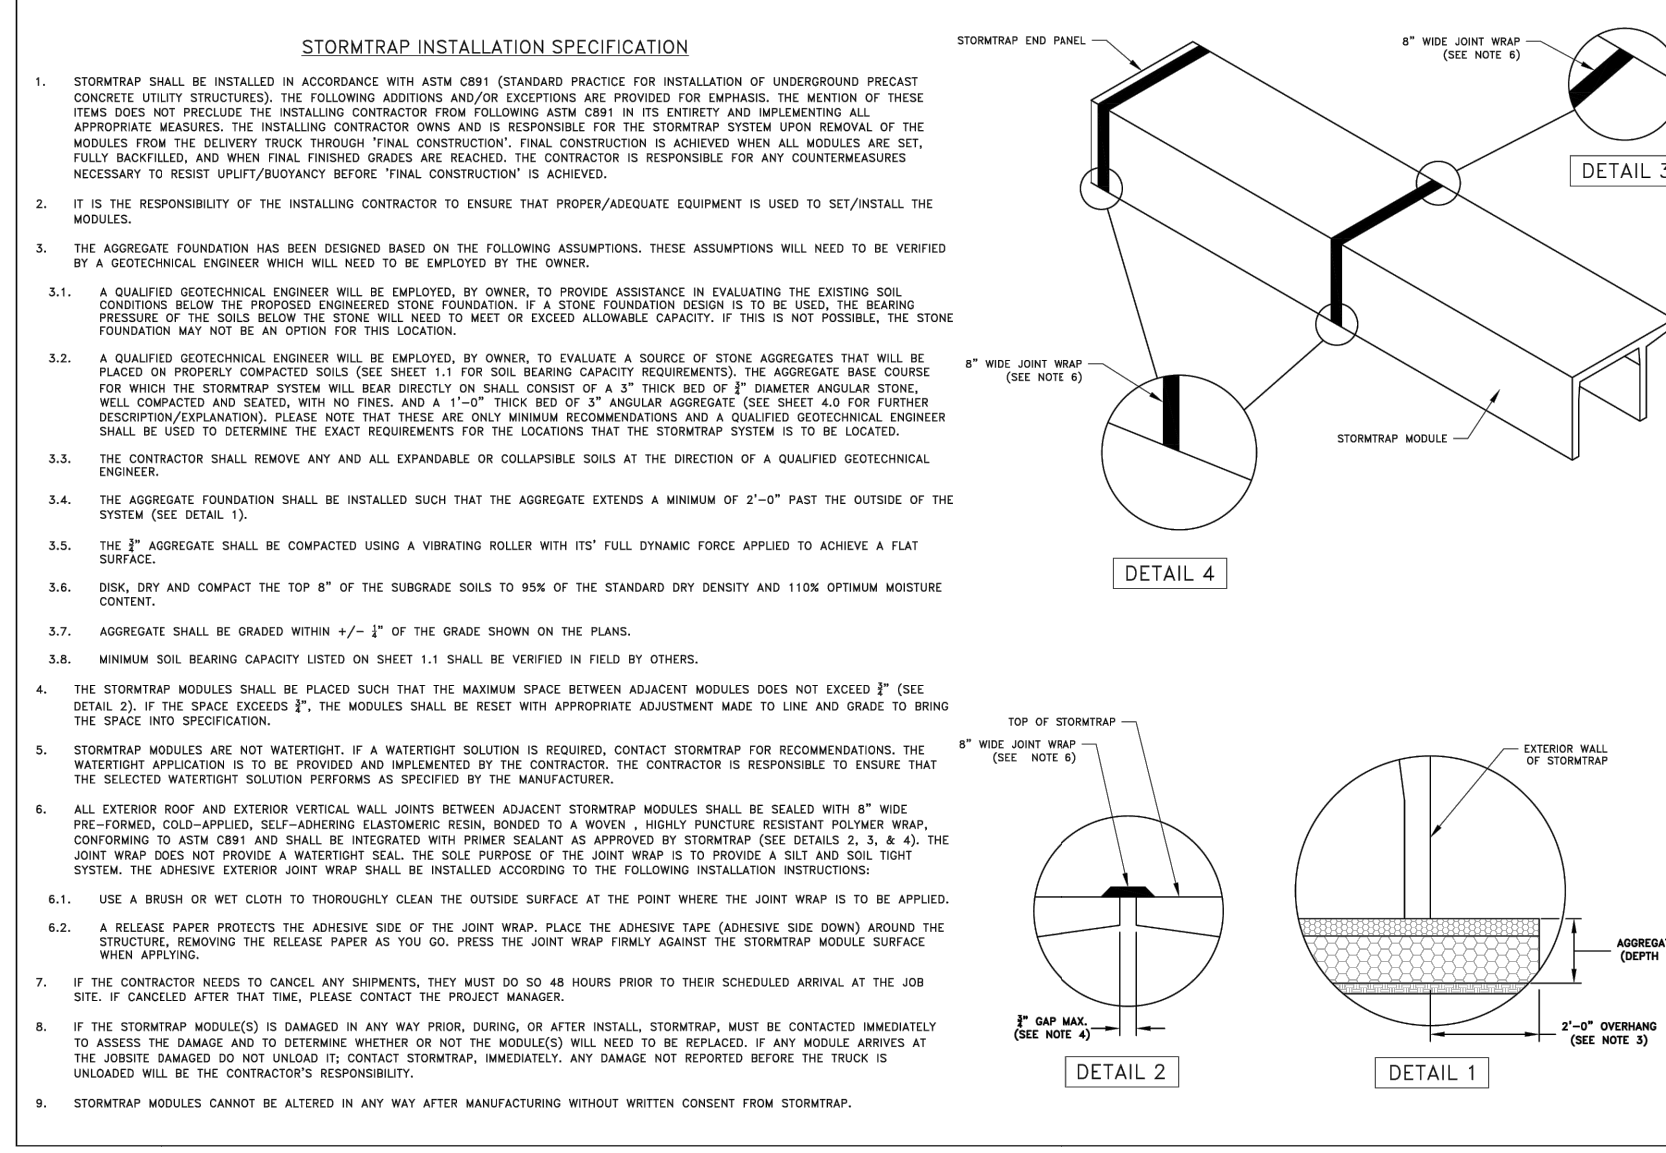 STORMTRAP INSTALLATION SPECIFICATION
1. STORMTRAP SHALL BE INSTALLED IN ACCORDANCE WITH ASTM C891 (STANDARD PRACTICE FOR INSTALLATION OF UNDERGROUND PRECAST
CONCRETE UTILITY STRUCTURES). THE FOLLOWING ADDITIONS AND/OR EXCEPTIONS ARE PROVIDED FOR EMPHASIS. THE MENTION OF THESE
ITEMS DOES NOT PRECLUDE THE INSTALLING CONTRACTOR FROM FOLLOWING ASTM C891 IN ITS ENTIRETY AND IMPLEMENTING ALL
APPROPRIATE MEASURES. THE INSTALLING CONTRACTOR OWNS AND IS RESPONSIBLE FOR THE STORMTRAP SYSTEM UPON REMOVAL OF THE
MODULES FROM THE DELIVERY TRUCK THROUGH 'FINAL CONSTRUCTION'. FINAL CONSTRUCTION IS ACHIEVED WHEN ALL MODULES ARE SET,
FULLY BACKFILLED, AND WHEN FINAL FINISHED GRADES ARE REACHED. THE CONTRACTOR IS RESPONSIBLE FOR ANY COUNTERMEASURES
NECESSARY TO RESIST UPLIFT/BUOYANCY BEFORE 'FINAL CONSTRUCTION' IS ACHIEVED.
2. IT IS THE RESPONSIBILITY OF THE INSTALLING CONTRACTOR TO ENSURE THAT PROPER/ADEQUATE EQUIPMENT IS USED TO SET/INSTALL THE
MODULES.
3. THE AGGREGATE FOUNDATION HAS BEEN DESIGNED BASED ON THE FOLLOWING ASSUMPTIONS. THESE ASSUMPTIONS WILL NEED TO BE VERIFIED
BY A GEOTECHNICAL ENGINEER WHICH WILL NEED TO BE EMPLOYED BY THE OWNER.
3.1. A QUALIFIED GEOTECHNICAL ENGINEER WILL BE EMPLOYED, BY OWNER, TO PROVIDE ASSISTANCE IN EVALUATING THE EXISTING SOIL
CONDITIONS BELOW THE PROPOSED ENGINEERED STONE FOUNDATION. IF A STONE FOUNDATION DESIGN IS TO BE USED, THE BEARING
PRESSURE OF THE SOILS BELOW THE STONE WILL NEED TO MEET OR EXCEED ALLOWABLE CAPACITY. IF THIS IS NOT POSSIBLE, THE STONE
FOUNDATION MAY NOT BE AN OPTION FOR THIS LOCATION.
3.2. A QUALIFIED GEOTECHNICAL ENGINEER WILL BE EMPLOYED, BY OWNER, TO EVALUATE A SOURCE OF STONE AGGREGATES THAT WILL BE
PLACED ON PROPERLY COMPACTED SOILS (SEE SHEET 1.1 FOR SOIL BEARING CAPACITY REQUIREMENTS). THE AGGREGATE BASE COURSE
FOR WHICH THE STORMTRAP SYSTEM WILL BEAR DIRECTLY ON SHALL CONSIST OF A 3" THICK BED OF ¾" DIAMETER ANGULAR STONE,
WELL COMPACTED AND SEATED, WITH NO FINES. AND A 1'-0" THICK BED OF 3" ANGULAR AGGREGATE (SEE SHEET 4.0 FOR FURTHER
DESCRIPTION/EXPLANATION). PLEASE NOTE THAT THESE ARE ONLY MINIMUM RECOMMENDATIONS AND A QUALIFIED GEOTECHNICAL ENGINEER
SHALL BE USED TO DETERMINE THE EXACT REQUIREMENTS FOR THE LOCATIONS THAT THE STORMTRAP SYSTEM IS TO BE LOCATED.
3.3. THE CONTRACTOR SHALL REMOVE ANY AND ALL EXPANDABLE OR COLLAPSIBLE SOILS AT THE DIRECTION OF A QUALIFIED GEOTECHNICAL
ENGINEER.
3.4. THE AGGREGATE FOUNDATION SHALL BE INSTALLED SUCH THAT THE AGGREGATE EXTENDS A MINIMUM OF 2'-0" PAST THE OUTSIDE OF THE
SYSTEM (SEE DETAIL 1).
3.5. THE ¾" AGGREGATE SHALL BE COMPACTED USING A VIBRATING ROLLER WITH ITS' FULL DYNAMIC FORCE APPLIED TO ACHIEVE A FLAT
SURFACE.
3.6. DISK, DRY AND COMPACT THE TOP 8" OF THE SUBGRADE SOILS TO 95% OF THE STANDARD DRY DENSITY AND 110% OPTIMUM MOISTURE
CONTENT.
3.7. AGGREGATE SHALL BE GRADED WITHIN +/- ¼" OF THE GRADE SHOWN ON THE PLANS.
3.8. MINIMUM SOIL BEARING CAPACITY LISTED ON SHEET 1.1 SHALL BE VERIFIED IN FIELD BY OTHERS.
4. THE STORMTRAP MODULES SHALL BE PLACED SUCH THAT THE MAXIMUM SPACE BETWEEN ADJACENT MODULES DOES NOT EXCEED ¾" (SEE
DETAIL 2). IF THE SPACE EXCEEDS ¾", THE MODULES SHALL BE RESET WITH APPROPRIATE ADJUSTMENT MADE TO LINE AND GRADE TO BRING
THE SPACE INTO SPECIFICATION.
5. STORMTRAP MODULES ARE NOT WATERTIGHT. IF A WATERTIGHT SOLUTION IS REQUIRED, CONTACT STORMTRAP FOR RECOMMENDATIONS. THE
WATERTIGHT APPLICATION IS TO BE PROVIDED AND IMPLEMENTED BY THE CONTRACTOR. THE CONTRACTOR IS RESPONSIBLE TO ENSURE THAT
THE SELECTED WATERTIGHT SOLUTION PERFORMS AS SPECIFIED BY THE MANUFACTURER.
6. ALL EXTERIOR ROOF AND EXTERIOR VERTICAL WALL JOINTS BETWEEN ADJACENT STORMTRAP MODULES SHALL BE SEALED WITH 8" WIDE
PRE-FORMED, COLD-APPLIED, SELF-ADHERING ELASTOMERIC RESIN, BONDED TO A WOVEN , HIGHLY PUNCTURE RESISTANT POLYMER WRAP,
CONFORMING TO ASTM C891 AND SHALL BE INTEGRATED WITH PRIMER SEALANT AS APPROVED BY STORMTRAP (SEE DETAILS 2, 3, & 4). THE
JOINT WRAP DOES NOT PROVIDE A WATERTIGHT SEAL. THE SOLE PURPOSE OF THE JOINT WRAP IS TO PROVIDE A SILT AND SOIL TIGHT
SYSTEM. THE ADHESIVE EXTERIOR JOINT WRAP SHALL BE INSTALLED ACCORDING TO THE FOLLOWING INSTALLATION INSTRUCTIONS:
6.1. USE A BRUSH OR WET CLOTH TO THOROUGHLY CLEAN THE OUTSIDE SURFACE AT THE POINT WHERE THE JOINT WRAP IS TO BE APPLIED.
6.2. A RELEASE PAPER PROTECTS THE ADHESIVE SIDE OF THE JOINT WRAP. PLACE THE ADHESIVE TAPE (ADHESIVE SIDE DOWN) AROUND THE
STRUCTURE, REMOVING THE RELEASE PAPER AS YOU GO. PRESS THE JOINT WRAP FIRMLY AGAINST THE STORMTRAP MODULE SURFACE
WHEN APPLYING.
7. IF THE CONTRACTOR NEEDS TO CANCEL ANY SHIPMENTS, THEY MUST DO SO 48 HOURS PRIOR TO THEIR SCHEDULED ARRIVAL AT THE JOB
SITE. IF CANCELED AFTER THAT TIME, PLEASE CONTACT THE PROJECT MANAGER.
8. IF THE STORMTRAP MODULE(S) IS DAMAGED IN ANY WAY PRIOR, DURING, OR AFTER INSTALL, STORMTRAP, MUST BE CONTACTED IMMEDIATELY
TO ASSESS THE DAMAGE AND TO DETERMINE WHETHER OR NOT THE MODULE(S) WILL NEED TO BE REPLACED. IF ANY MODULE ARRIVES AT
THE JOBSITE DAMAGED DO NOT UNLOAD IT; CONTACT STORMTRAP, IMMEDIATELY. ANY DAMAGE NOT REPORTED BEFORE THE TRUCK IS
UNLOADED WILL BE THE CONTRACTOR'S RESPONSIBILITY.
9. STORMTRAP MODULES CANNOT BE ALTERED IN ANY WAY AFTER MANUFACTURING WITHOUT WRITTEN CONSENT FROM STORMTRAP.
STORMTRAP END PANEL
8" WIDE JOINT WRAP
(SEE NOTE 6)
DETAIL 3
8" WIDE JOINT WRAP
(SEE NOTE 6)
STORMTRAP MODULE
DETAIL 4
TOP OF STORMTRAP
8" WIDE JOINT WRAP
(SEE NOTE 6)
¾" GAP MAX.
(SEE NOTE 4)
DETAIL 2
EXTERIOR WALL
OF STORMTRAP
(DEPTH
2'-0" OVERHANG
(SEE NOTE 3)
DETAIL 1